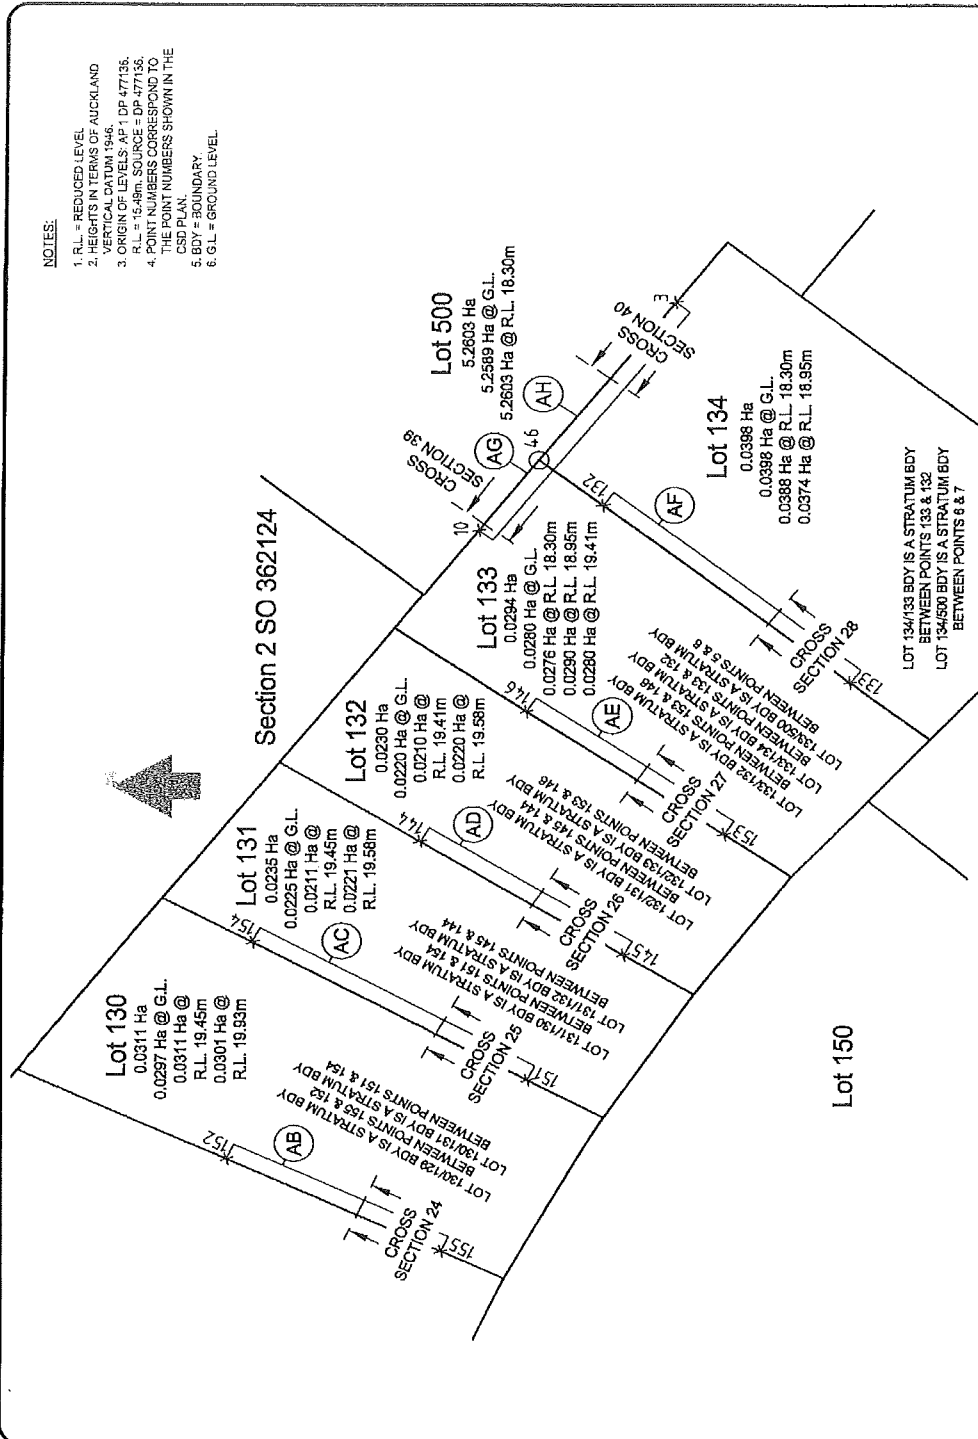 NOTES:
1. R.L. = REDUCED LEVEL
2. HEIGHTS IN TERMS OF AUCKLAND
VERTICAL DATUM 1946.
3. ORIGIN OF LEVELS: AP 1 DP 477136.
R.L = 15.49m. SOURCE = DP 477136.
4. POINT NUMBERS CORRESPOND TO
THE POINT NUMBERS SHOWN IN THE
CSD PLAN.
5. BDY = BOUNDARY.
6. G.L = GROUND LEVEL.
Section 2 SO 362124
Lot 500
5.2603 Ha
5.2589 Ha @ G.L.
5.2603 Ha @ R.L. 18.30m
CROSS
SECTION 39
CROSS
SECTION 40
AG
AH
10
46
3
Lot 130
0.0311 Ha
0.0297 Ha @ G.L.
0.0311 Ha @
R.L. 19.45m
0.0301 Ha @
R.L. 19.93m
Lot 131
0.0235 Ha
0.0225 Ha @ G.L.
0.0211 Ha @
R.L. 19.45m
0.0221 Ha @
R.L. 19.58m
Lot 132
0.0230 Ha
0.0220 Ha @ G.L.
0.0210 Ha @
R.L. 19.41m
0.0220 Ha @
R.L. 19.58m
Lot 133
0.0294 Ha
0.0280 Ha @ G.L.
0.0276 Ha @ R.L. 18.30m
0.0290 Ha @ R.L. 18.95m
0.0280 Ha @ R.L. 19.41m
Lot 134
0.0398 Ha
0.0398 Ha @ G.L.
0.0388 Ha @ R.L. 18.30m
0.0374 Ha @ R.L. 18.95m
152
AB
155
CROSS
SECTION 24
LOT 130/129 BDY IS A STRATUM BDY
BETWEEN POINTS 155 & 152
LOT 130/131 BDY IS A STRATUM BDY
BETWEEN POINTS 151 & 154
154
AC
151
CROSS
SECTION 25
LOT 131/130 BDY IS A STRATUM BDY
BETWEEN POINTS 151 & 154
LOT 131/132 BDY IS A STRATUM BDY
BETWEEN POINTS 145 & 144
144
AD
145
CROSS
SECTION 26
LOT 132/131 BDY IS A STRATUM BDY
BETWEEN POINTS 145 & 144
LOT 132/133 BDY IS A STRATUM BDY
BETWEEN POINTS 153 & 146
146
AE
153
CROSS
SECTION 27
LOT 133/132 BDY IS A STRATUM BDY
BETWEEN POINTS 153 & 146
LOT 133/134 BDY IS A STRATUM BDY
BETWEEN POINTS 133 & 132
LOT 133/500 BDY IS A STRATUM BDY
BETWEEN POINTS 5 & 6
132
AF
133
CROSS
SECTION 28
LOT 134/133 BDY IS A STRATUM BDY
BETWEEN POINTS 133 & 132
LOT 134/500 BDY IS A STRATUM BDY
BETWEEN POINTS 6 & 7
Lot 150